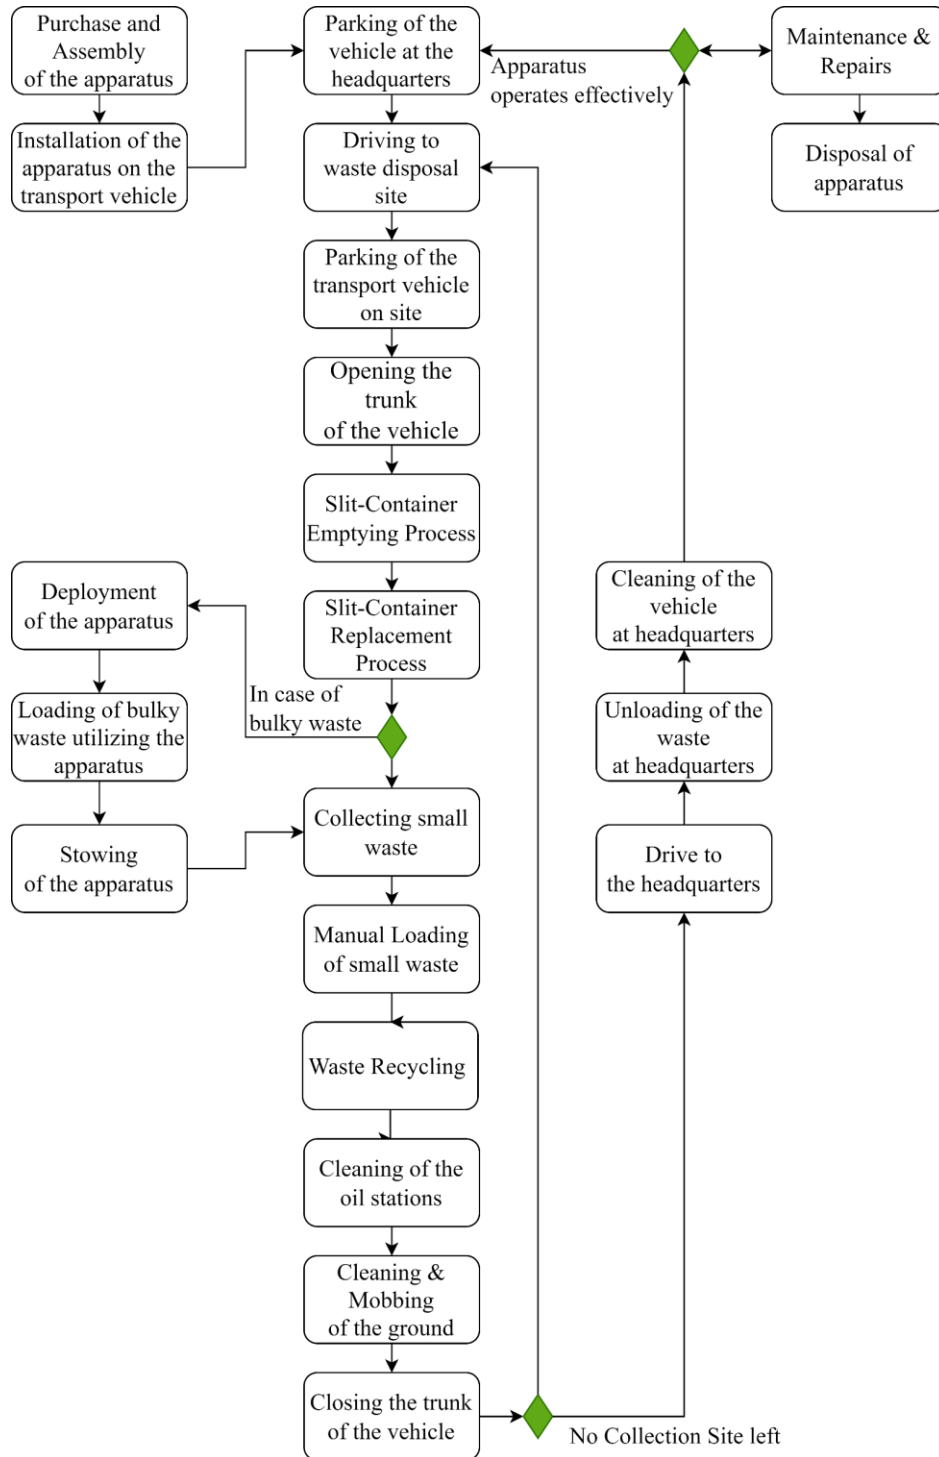 Purchase and
Assembly
of the apparatus
Installation of the
apparatus on the
transport vehicle
Parking of the
vehicle at the
headquarters
Apparatus
operates effectively
Maintenance &
Repairs
Disposal of
apparatus
Driving to
waste disposal
site
Parking of the
transport vehicle
on site
Opening the
trunk
of the vehicle
Slit-Container
Emptying Process
Slit-Container
Replacement
Process
In case of
bulky waste
Deployment
of the apparatus
Loading of bulky
waste utilizing the
apparatus
Stowing
of the apparatus
Collecting small
waste
Manual Loading
of small waste
Waste Recycling
Cleaning of the
oil stations
Cleaning &
Mobbing
of the ground
Closing the trunk
of the vehicle
No Collection Site left
Drive to
the headquarters
Unloading of the
waste
at headquarters
Cleaning of the
vehicle
at headquarters